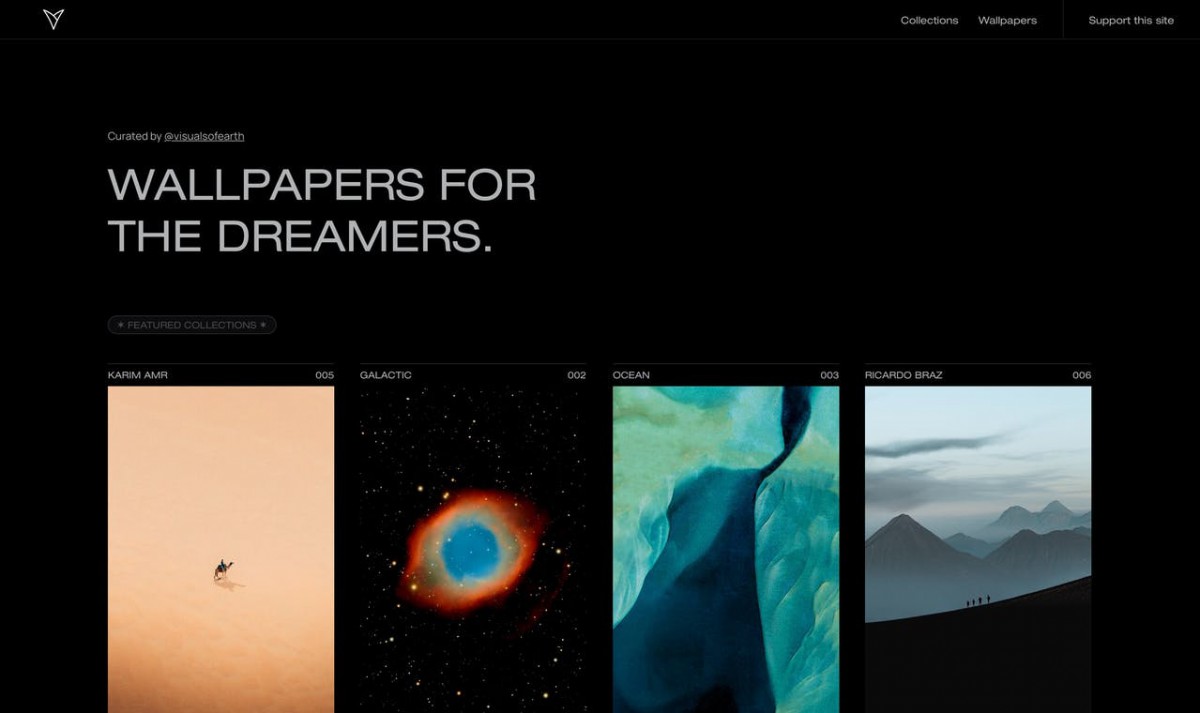 Collections
Wallpapers
Support this site
Curated by @visualsofearth
WALLPAPERS FOR
THE DREAMERS.
✶ FEATURED COLLECTIONS ✶
KARIM AMR 005
GALACTIC 002
OCEAN 003
RICARDO BRAZ 006